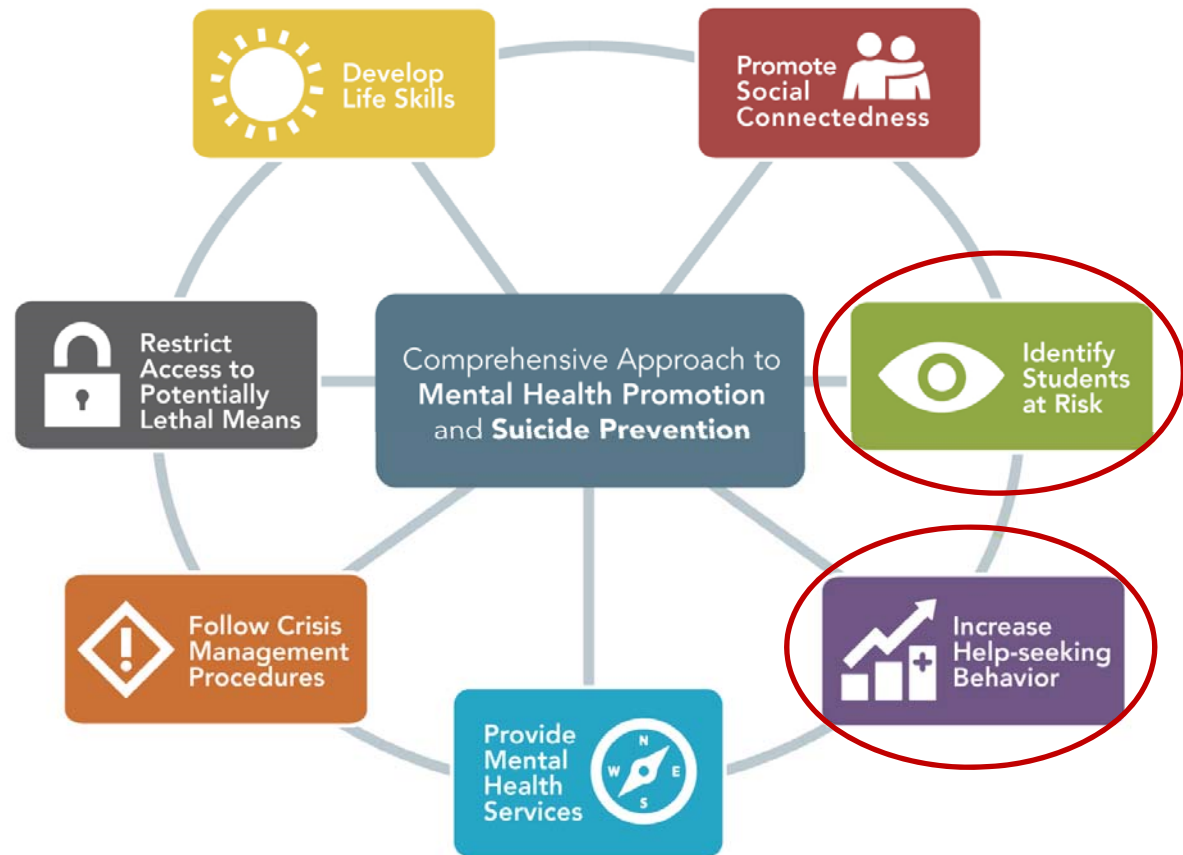 Develop
Life Skills
Promote
Social
Connectedness
Restrict
Access to
Potentially
Lethal Means
Comprehensive Approach to
Mental Health Promotion
and Suicide Prevention
Identify
Students
at Risk
Follow Crisis
Management
Procedures
Increase
Help-seeking
Behavior
Provide
Mental
Health
Services
N
W E
S